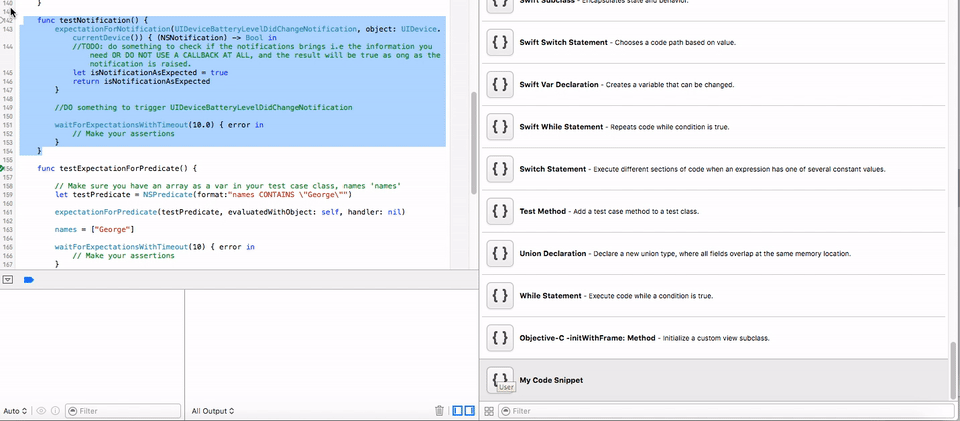 140 }
141
142 func testNotification() {
143 expectationForNotification(UIDeviceBatteryLevelDidChangeNotification, object: UIDevice.
currentDevice()) { (NSNotification) -> Bool in
144 //TODO: do something to check if the notifications brings i.e the information you
need OR DO NOT USE A CALLBACK AT ALL, and the result will be true as ong as the
notification is raised.
145 let isNotificationAsExpected = true
146 return isNotificationAsExpected
147 }
148
149 //DO something to trigger UIDeviceBatteryLevelDidChangeNotification
150
151 waitForExpectationsWithTimeout(10.0) { error in
152 // Make your assertions
153 }
154 }
155
156 func testExpectationForPredicate() {
157
158 // Make sure you have an array as a var in your test case class, names 'names'
159 let testPredicate = NSPredicate(format:"names CONTAINS \"George\"")
160
161 expectationForPredicate(testPredicate, evaluatedWithObject: self, handler: nil)
162
163 names = ["George"]
164
165 waitForExpectationsWithTimeout(10) { error in
166 // Make your assertions
167 }
Auto
Filter
All Output
Swift Subclass - Encapsulates state and behavior.
{ } Swift Switch Statement - Chooses a code path based on value.
{ } Swift Var Declaration - Creates a variable that can be changed.
{ } Swift While Statement - Repeats code while condition is true.
{ } Switch Statement - Execute different sections of code when an expression has one of several constant values.
{ } Test Method - Add a test case method to a test class.
{ } Union Declaration - Declare a new union type, where all fields overlap at the same memory location.
{ } While Statement - Execute code while a condition is true.
{ } Objective-C -initWithFrame: Method - Initialize a custom view subclass.
{ } My Code Snippet
User
Filter